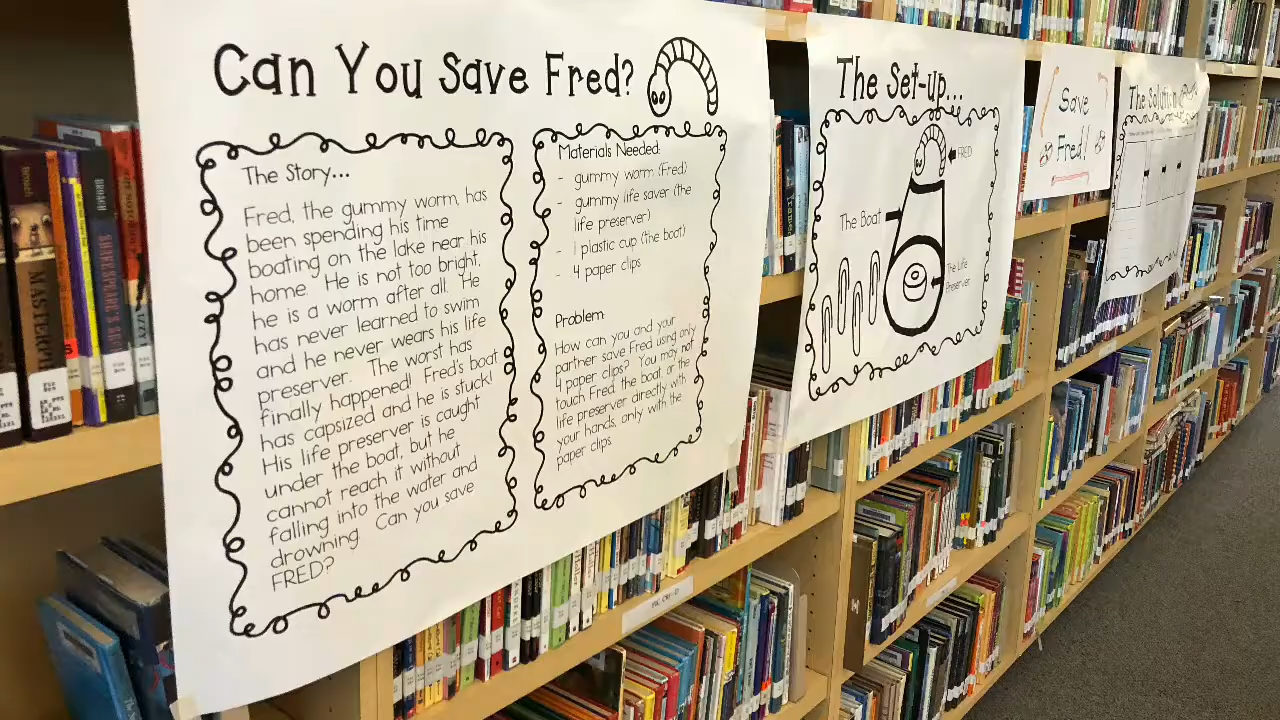 Can You Save Fred?
The Story...
Fred, the gummy worm, has
been spending his time
boating on the lake near his
home. He is not too bright,
he is a worm after all. He
has never learned to swim
and he never wears his life
preserver. The worst has
finally happened! Fred's boat
has capsized and he is stuck!
His life preserver is caught
under the boat, but he
cannot reach it without
falling into the water and
drowning. Can you save
FRED?
Materials Needed:
- gummy warm (Fred)
- gummy life saver (the
life preserver)
- 1 plastic cup (the boat)
- 4 paper clips
Problem:
How can you and your
partner save Fred using only
4 paper clips? You may not
touch Fred, the boat, or the
life preserver directly with
your hands, only with the
paper clips.
The Set-up...
FRED
The Boat
The Life
Preserver
Save
Fred!
The Solution
BROACH
SHAKESPEARE'S